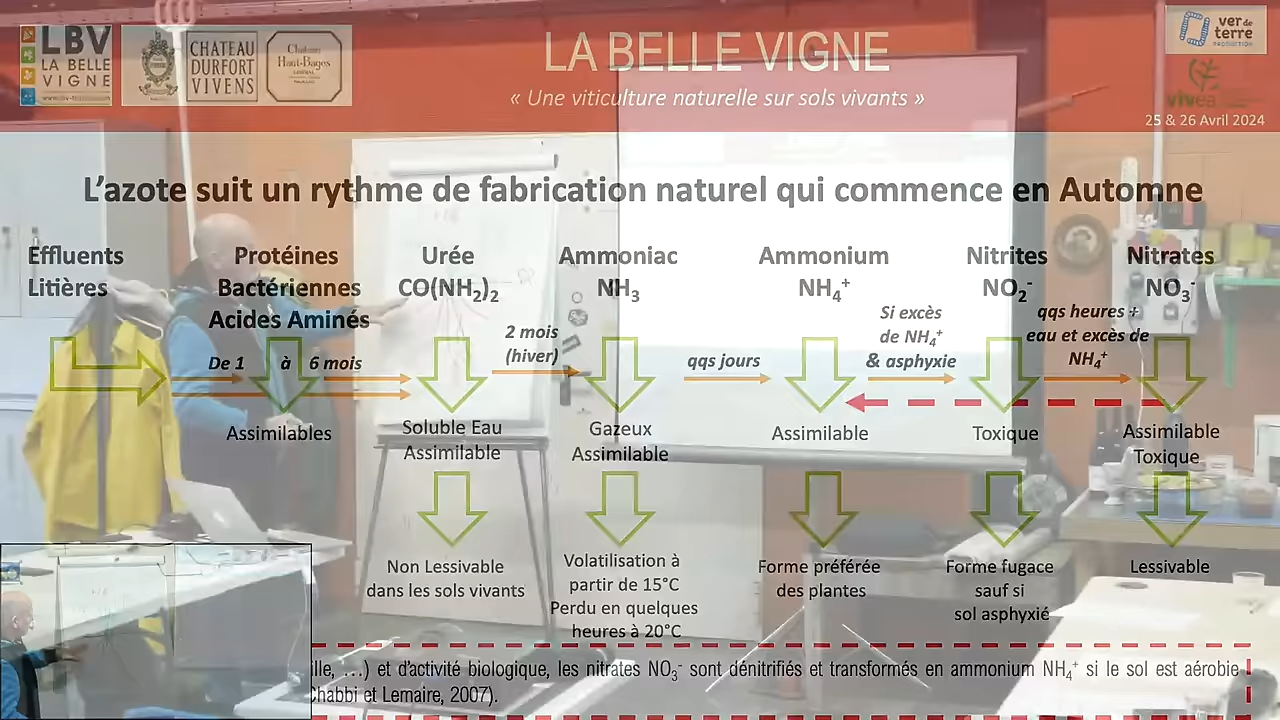 LBV
LA BELLE
VIGNE
CHATEAU
DURFORT
VIVENS
Chateau
Haut-Bages
LA BELLE VIGNE
« Une viticulture naturelle sur sols vivants »
ver de
terre
PRODUCTION
vivea
25 & 26 Avril 2024
L'azote suit un rythme de fabrication naturel qui commence en Automne
Effluents
Litières
Protéines
Bactériennes
Acides Aminés
Urée
CO(NH₂)₂
Ammoniac
NH₃
Ammonium
NH₄⁺
Nitrites
NO₂⁻
Nitrates
NO₃⁻
De 1 à 6 mois
2 mois
(hiver)
qqs jours
Si excès
de NH₄⁺
& asphyxie
qqs heures +
eau et excès de
NH₄⁺
Assimilables
Soluble Eau
Assimilable
Gazeux
Assimilable
Assimilable
Toxique
Assimilable
Toxique
Non Lessivable
dans les sols vivants
Volatilisation à
partir de 15°C
Perdu en quelques
heures à 20°C
Forme préférée
des plantes
Forme fugace
sauf si
sol asphyxié
Lessivable
ille, …) et d'activité biologique, les nitrates NO₃⁻ sont dénitrifiés et transformés en ammonium NH₄⁺ si le sol est aérobie
Chabbi et Lemaire, 2007).